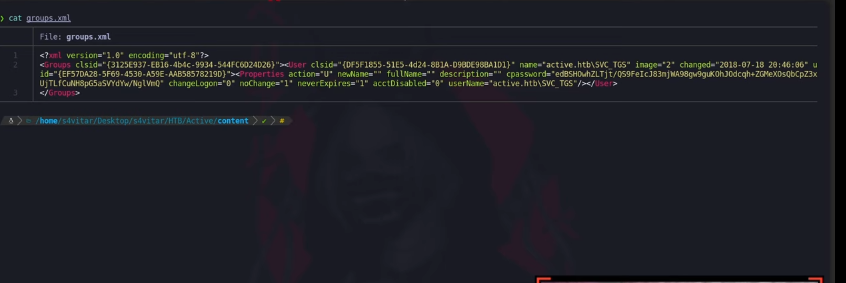 ❯ cat groups.xml
File: groups.xml
1 <?xml version="1.0" encoding="utf-8"?>
2 <Groups clsid="{3125E937-EB16-4b4c-9934-544FC6D24D26}"><User clsid="{DF5F1855-51E5-4d24-8B1A-D9BDE98BA1D1}" name="active.htb\SVC_TGS" image="2" changed="2018-07-18 20:46:06" u
id="{EF57DA28-5F69-4530-A59E-AAB58578219D}"><Properties action="U" newName="" fullName="" description="" cpassword="edBSHOwhZLTjt/QS9FeIcJ83mjWA98gw9guKOhJOdcqh+ZGMeXOsQbCpZ3x
UjTLfCuNH8pG5aSVYdYw/NglVmQ" changeLogon="0" noChange="1" neverExpires="1" acctDisabled="0" userName="active.htb\SVC_TGS"/></User>
3 </Groups>
/home/s4vitar/Desktop/s4vitar/HTB/Active/content ✓ #